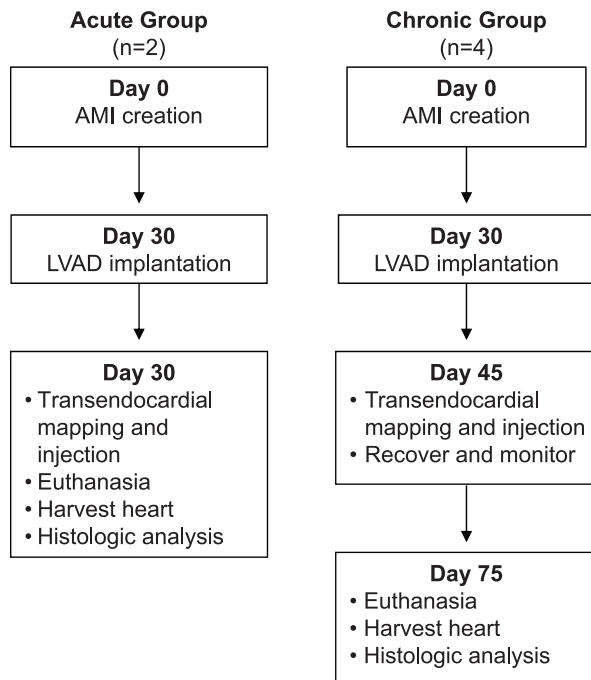 Acute Group
(n=2)
Day 0
AMI creation
Day 30
LVAD implantation
Day 30
• Transendocardial
mapping and
injection
• Euthanasia
• Harvest heart
• Histologic analysis
Chronic Group
(n=4)
Day 0
AMI creation
Day 30
LVAD implantation
Day 45
• Transendocardial
mapping and injection
• Recover and monitor
Day 75
• Euthanasia
• Harvest heart
• Histologic analysis